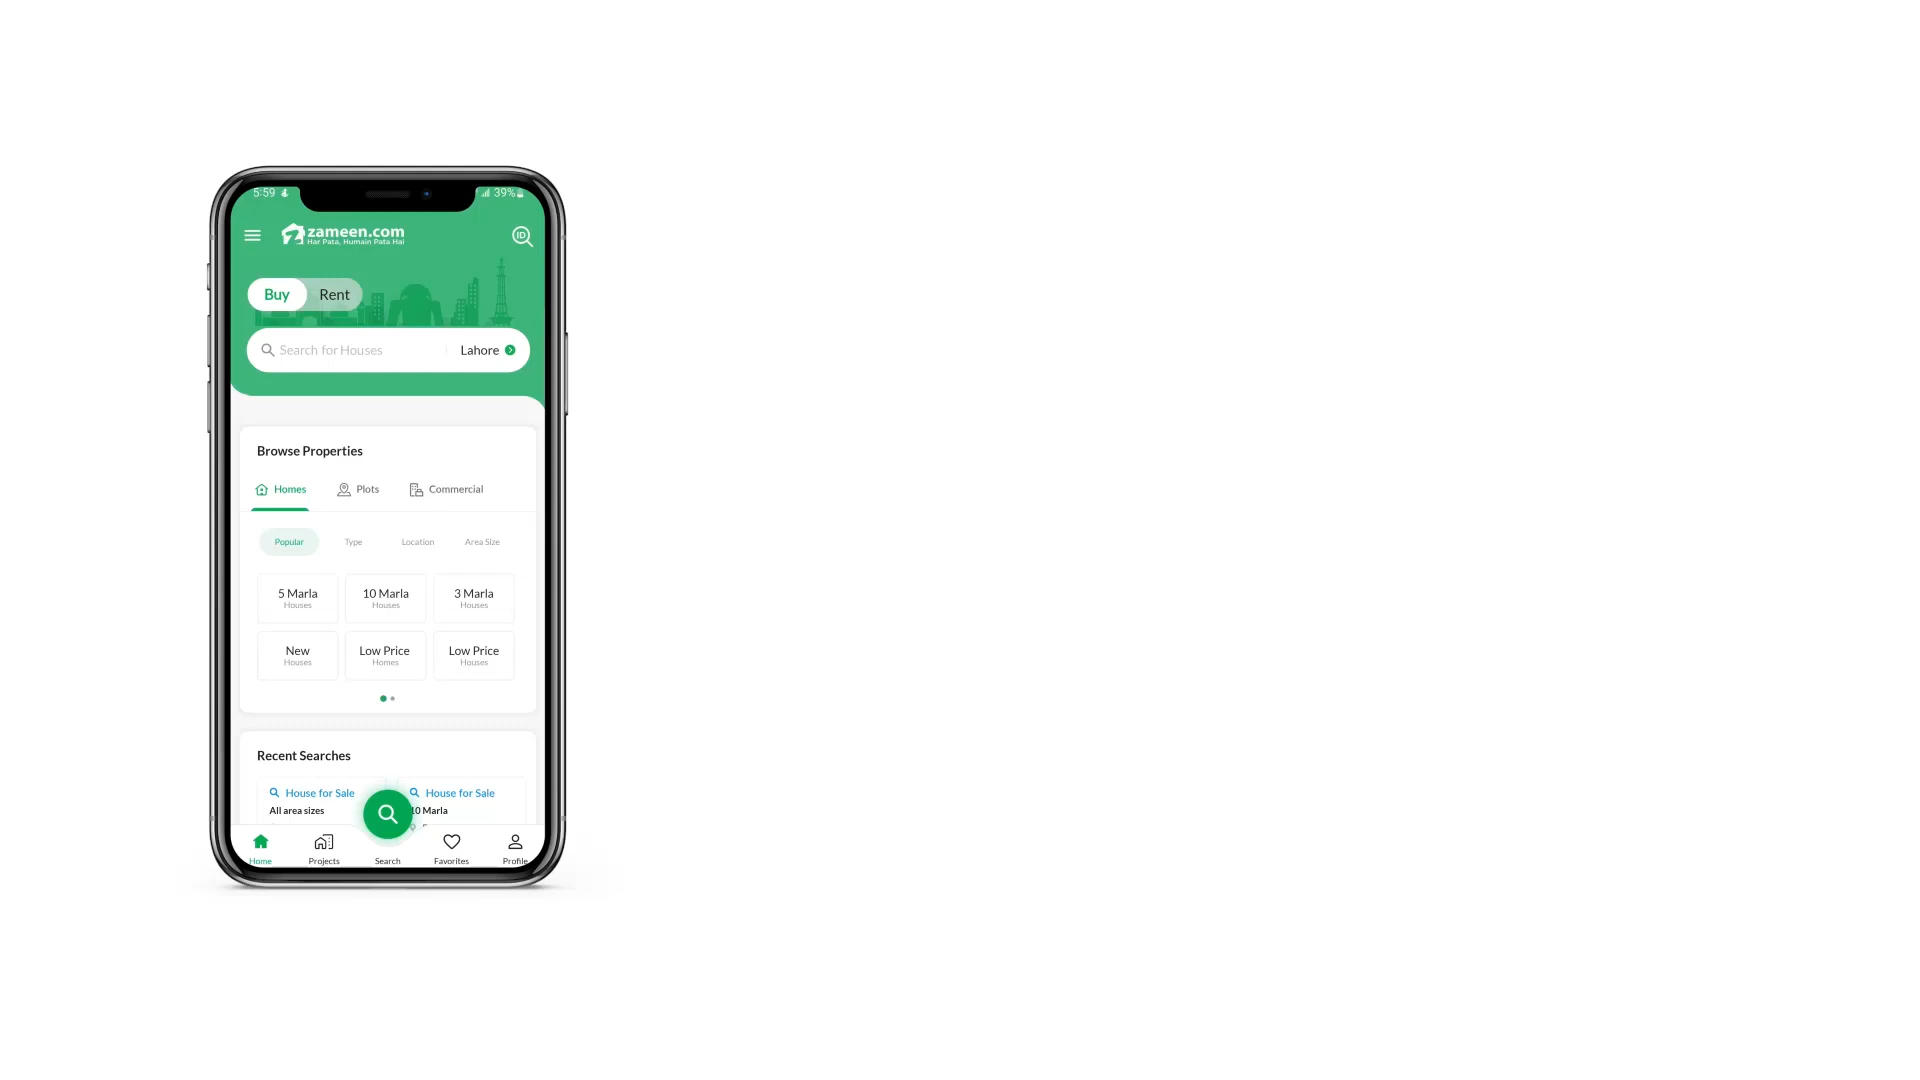 5:59
39%
zameen.com
Har Pata, Humain Pata Hai
ID
Buy Rent
Search for Houses Lahore
Browse Properties
Homes Plots Commercial
Popular Type Location Area Size
5 Marla 10 Marla 3 Marla
Houses Houses Houses
New Low Price Low Price
Houses Homes Houses
Recent Searches
House for Sale House for Sale
All area sizes 10 Marla
Home Projects Search Favorites Profile